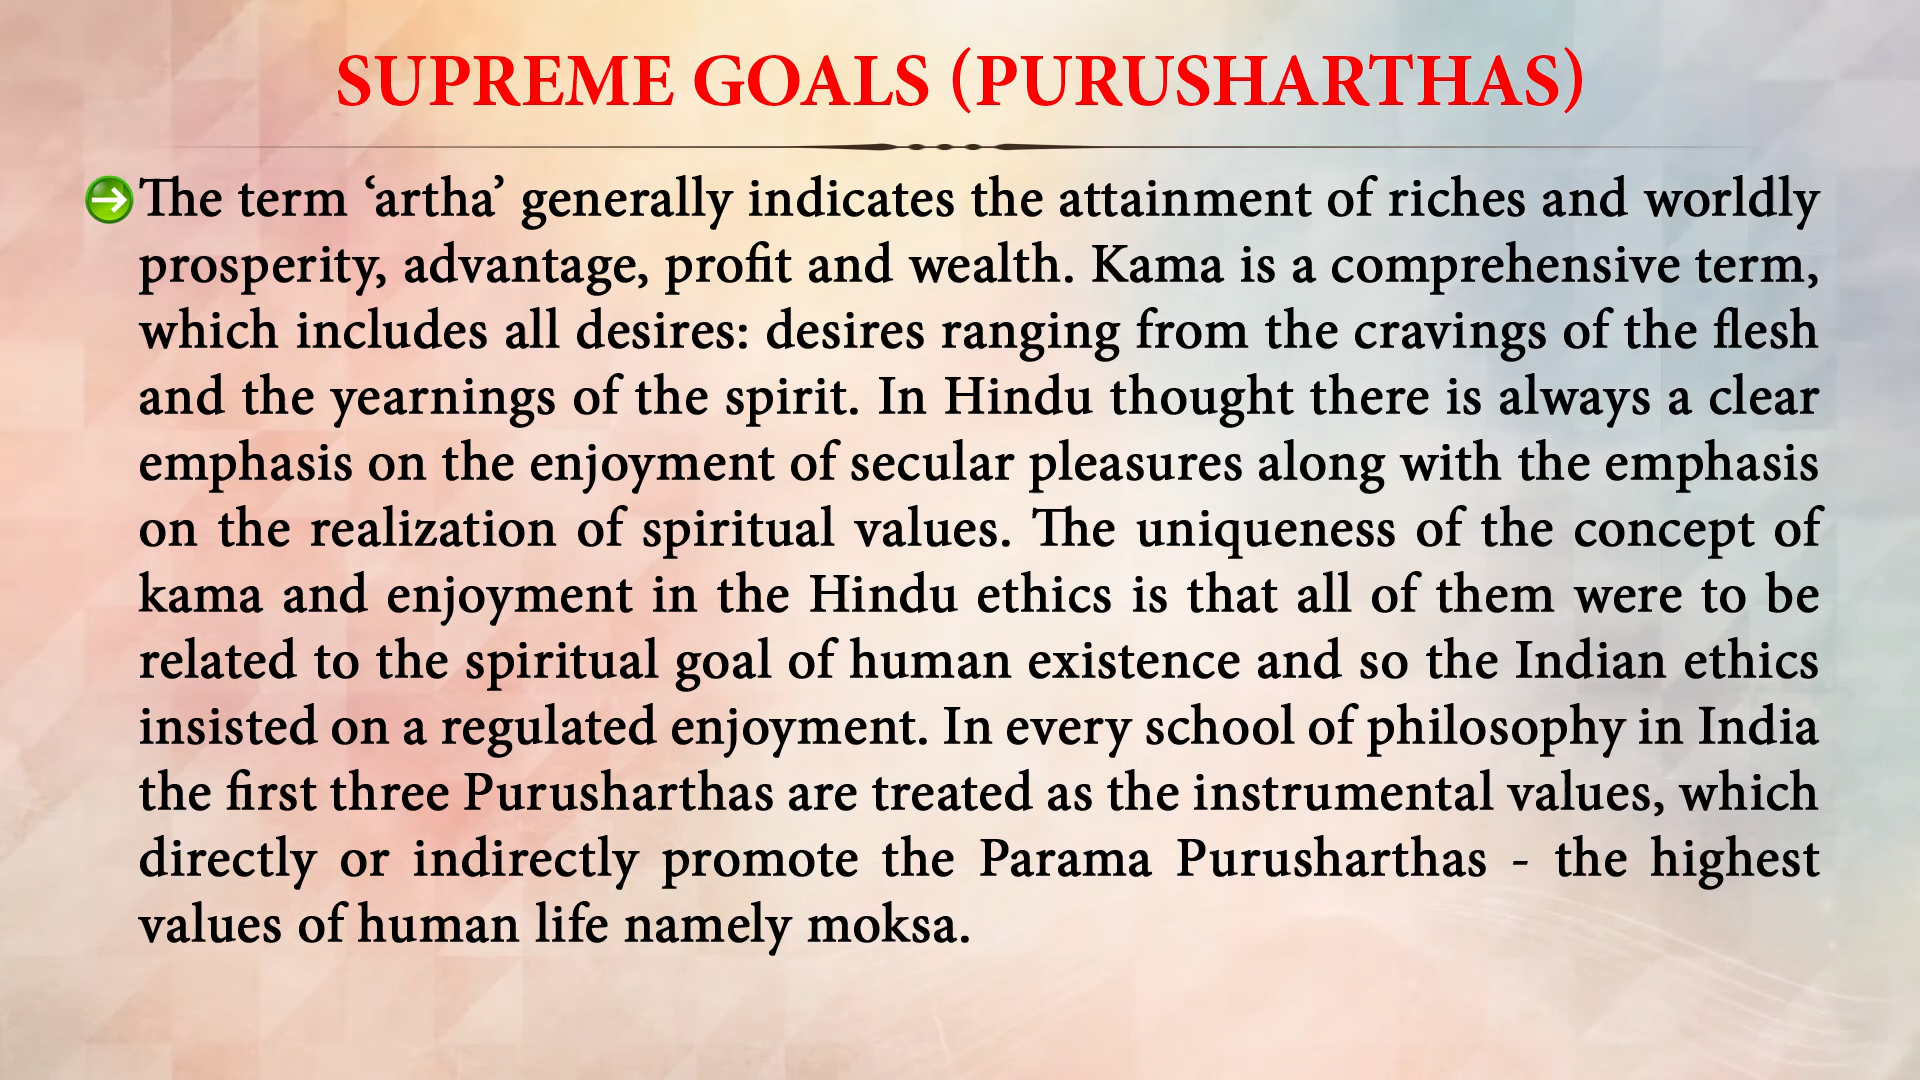 SUPREME GOALS (PURUSHARTHAS)
The term ‘artha’ generally indicates the attainment of riches and worldly
prosperity, advantage, profit and wealth. Kama is a comprehensive term,
which includes all desires: desires ranging from the cravings of the flesh
and the yearnings of the spirit. In Hindu thought there is always a clear
emphasis on the enjoyment of secular pleasures along with the emphasis
on the realization of spiritual values. The uniqueness of the concept of
kama and enjoyment in the Hindu ethics is that all of them were to be
related to the spiritual goal of human existence and so the Indian ethics
insisted on a regulated enjoyment. In every school of philosophy in India
the first three Purusharthas are treated as the instrumental values, which
directly or indirectly promote the Parama Purusharthas - the highest
values of human life namely moksa.